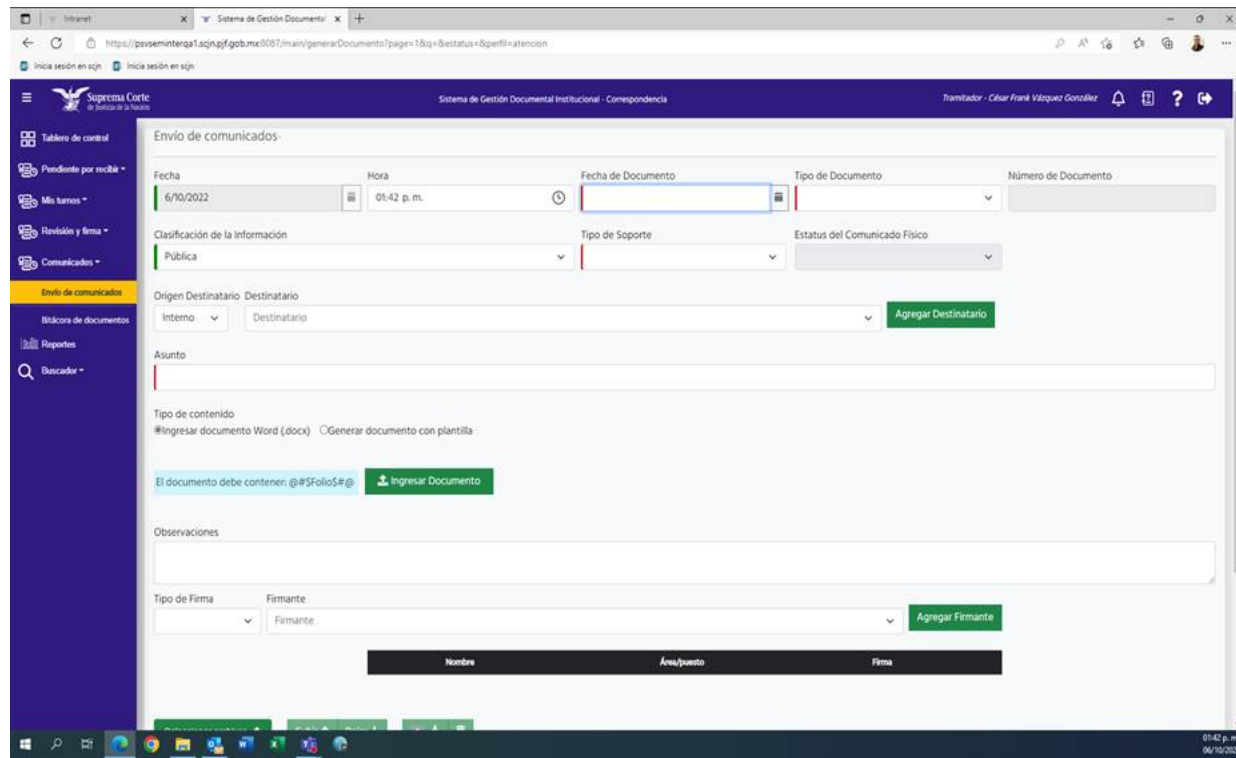 Intranet
Sistema de Gestión Documental
https://psvseminterqa1.scjn.pjf.gob.mx:8087/main/generarDocumento?page=1&q=&estatus=&perfil=atencion
Inicia sesión en scjn Inicia sesión en scjn
Suprema Corte
de Justicia de la Nación
Sistema de Gestión Documental Institucional - Correspondencia
Tramitador - César Frank Vázquez González
Tablero de control
Pendiente por recibir
Mis turnos
Revisión y firma
Comunicados
Envío de comunicados
Bitácora de documentos
Reportes
Buscador
Envío de comunicados-
Fecha Hora Fecha de Documento Tipo de Documento Número de Documento
6/10/2022 01:42 p. m.
Clasificación de la Información Tipo de Soporte Estatus del Comunicado Físico
Pública
Origen Destinatario Destinatario
Interno Destinatario Agregar Destinatario
Asunto
Tipo de contenido
Ingresar documento Word (.docx) Generar documento con plantilla
El documento debe contener: @#$Folio$#@ Ingresar Documento
Observaciones
Tipo de Firma Firmante
Firmante Agregar Firmante
Nombre Área/puesto Firma
01:42 p. m
06/10/202